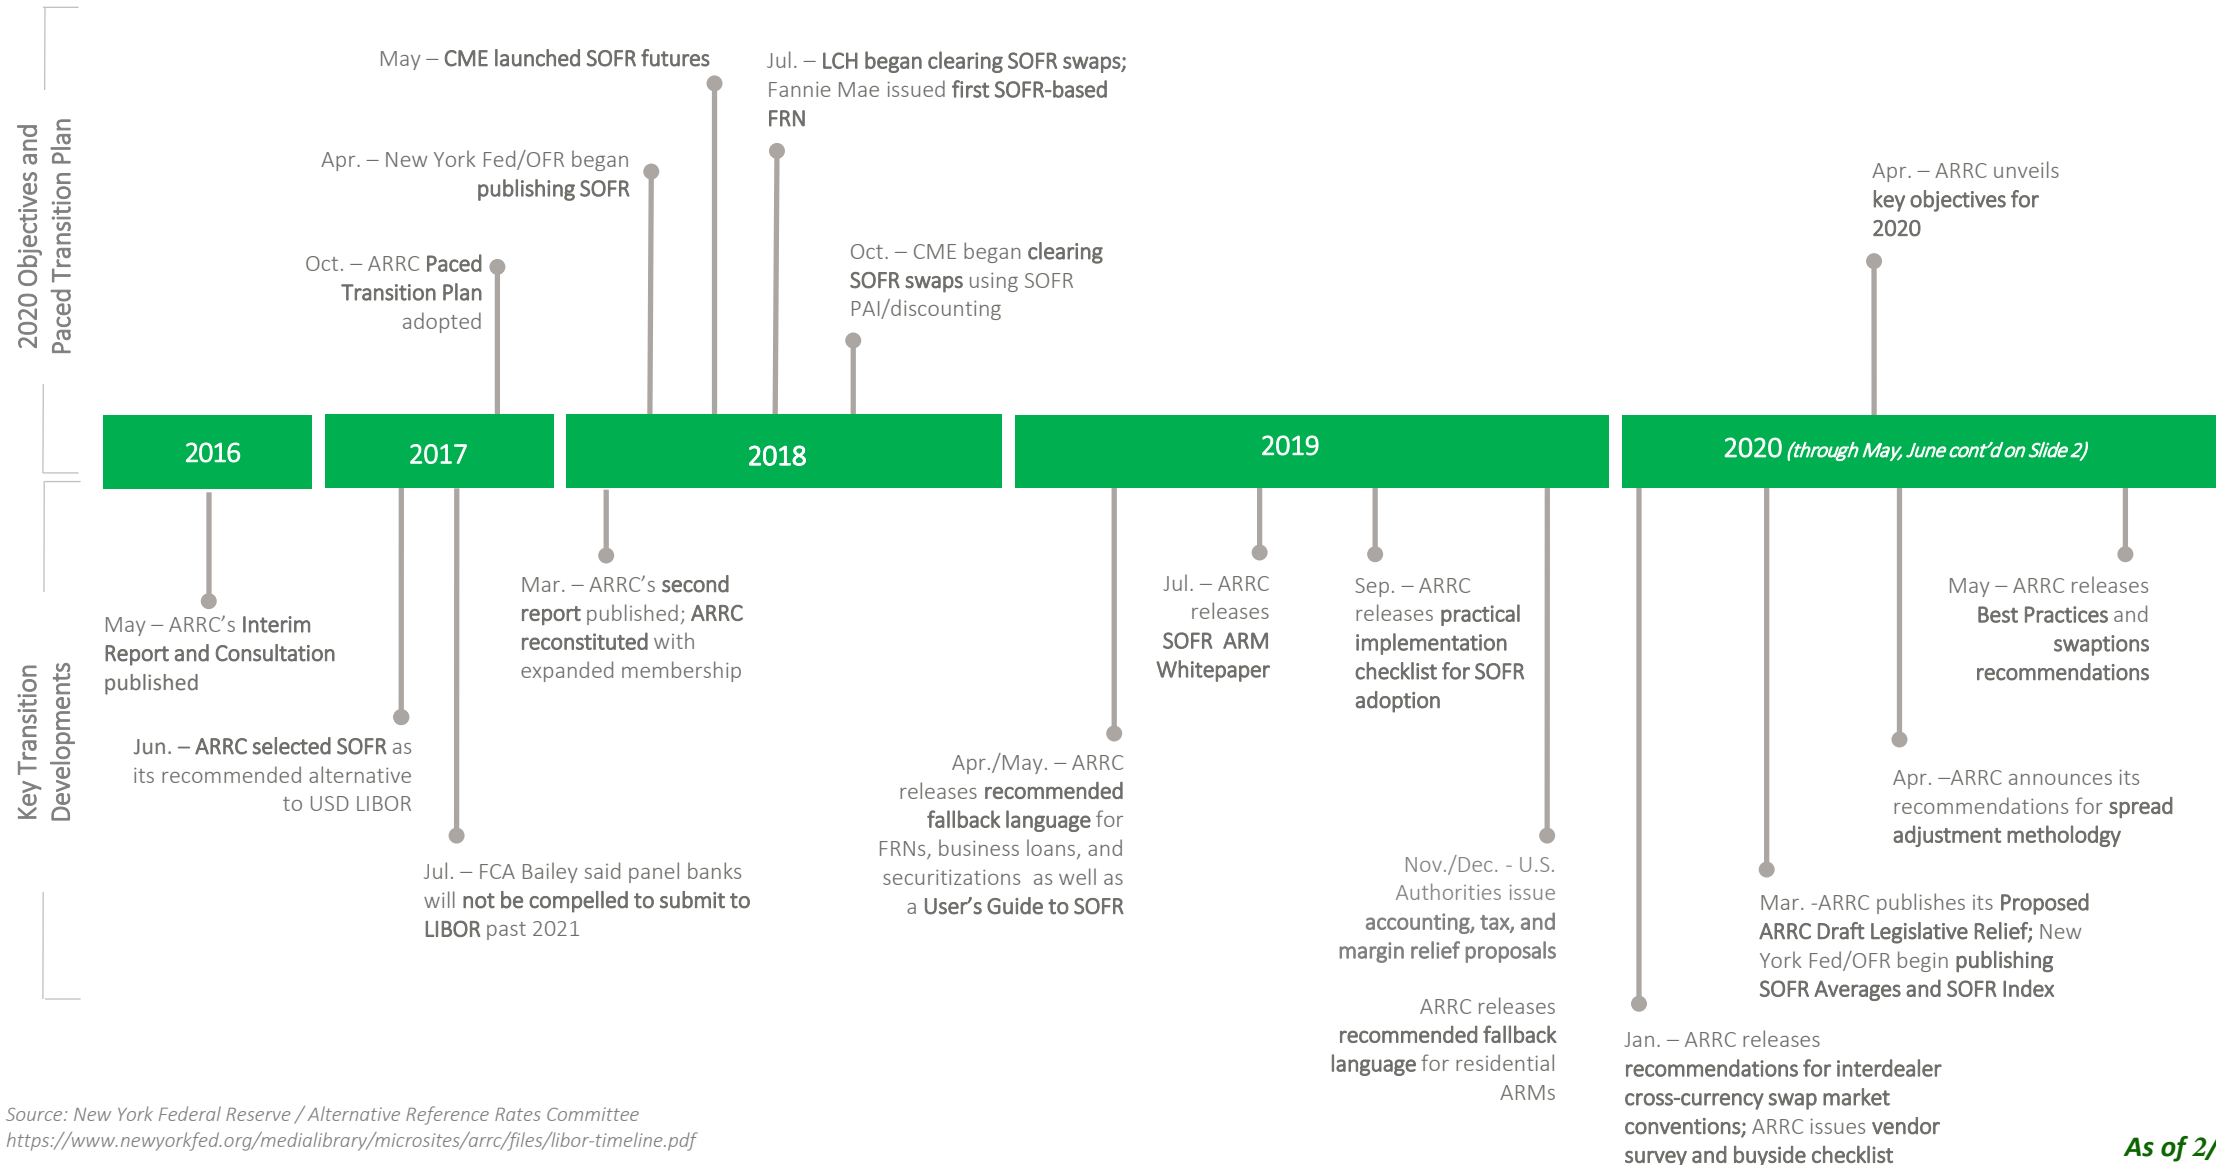 2020 Objectives and
Paced Transition Plan
May – CME launched SOFR futures
Jul. – LCH began clearing SOFR swaps;
Fannie Mae issued first SOFR-based
FRN
Apr. – New York Fed/OFR began
publishing SOFR
Oct. – ARRC Paced
Transition Plan
adopted
Oct. – CME began clearing
SOFR swaps using SOFR
PAI/discounting
Apr. – ARRC unveils
key objectives for
2020
2016
2017
2018
2019
2020 (through May, June cont’d on Slide 2)
Key Transition
Developments
May – ARRC’s Interim
Report and Consultation
published
Jun. – ARRC selected SOFR as
its recommended alternative
to USD LIBOR
Jul. – FCA Bailey said panel banks
will not be compelled to submit to
LIBOR past 2021
Mar. – ARRC’s second
report published; ARRC
reconstituted with
expanded membership
Apr./May. – ARRC
releases recommended
fallback language for
FRNs, business loans, and
securitizations as well as
a User’s Guide to SOFR
Jul. – ARRC
releases
SOFR ARM
Whitepaper
Sep. – ARRC
releases practical
implementation
checklist for SOFR
adoption
Nov./Dec. - U.S.
Authorities issue
accounting, tax, and
margin relief proposals
ARRC releases
recommended fallback
language for residential
ARMs
Jan. – ARRC releases
recommendations for interdealer
cross-currency swap market
conventions; ARRC issues vendor
survey and buyside checklist
Mar. -ARRC publishes its Proposed
ARRC Draft Legislative Relief; New
York Fed/OFR begin publishing
SOFR Averages and SOFR Index
Apr. –ARRC announces its
recommendations for spread
adjustment metholodgy
May – ARRC releases
Best Practices and
swaptions
recommendations
Source: New York Federal Reserve / Alternative Reference Rates Committee
https://www.newyorkfed.org/medialibrary/microsites/arrc/files/libor-timeline.pdf
As of 2/